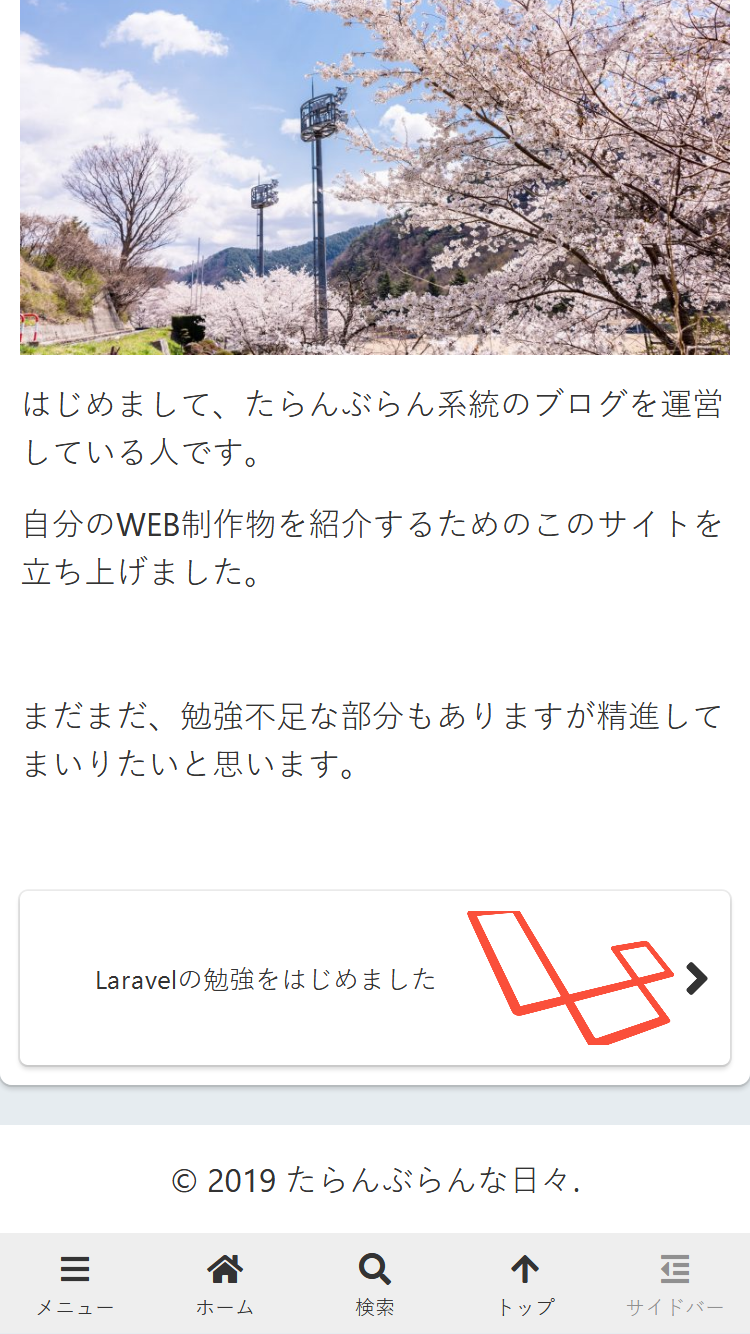 はじめまして、たらんぶらん系統のブログを運営
している人です。
自分のWEB制作物を紹介するためのこのサイトを
立ち上げました。
まだまだ、勉強不足な部分もありますが精進して
まいりたいと思います。
Laravelの勉強をはじめました
© 2019 たらんぶらんな日々.
メニュー
ホーム
検索
トップ
サイドバー